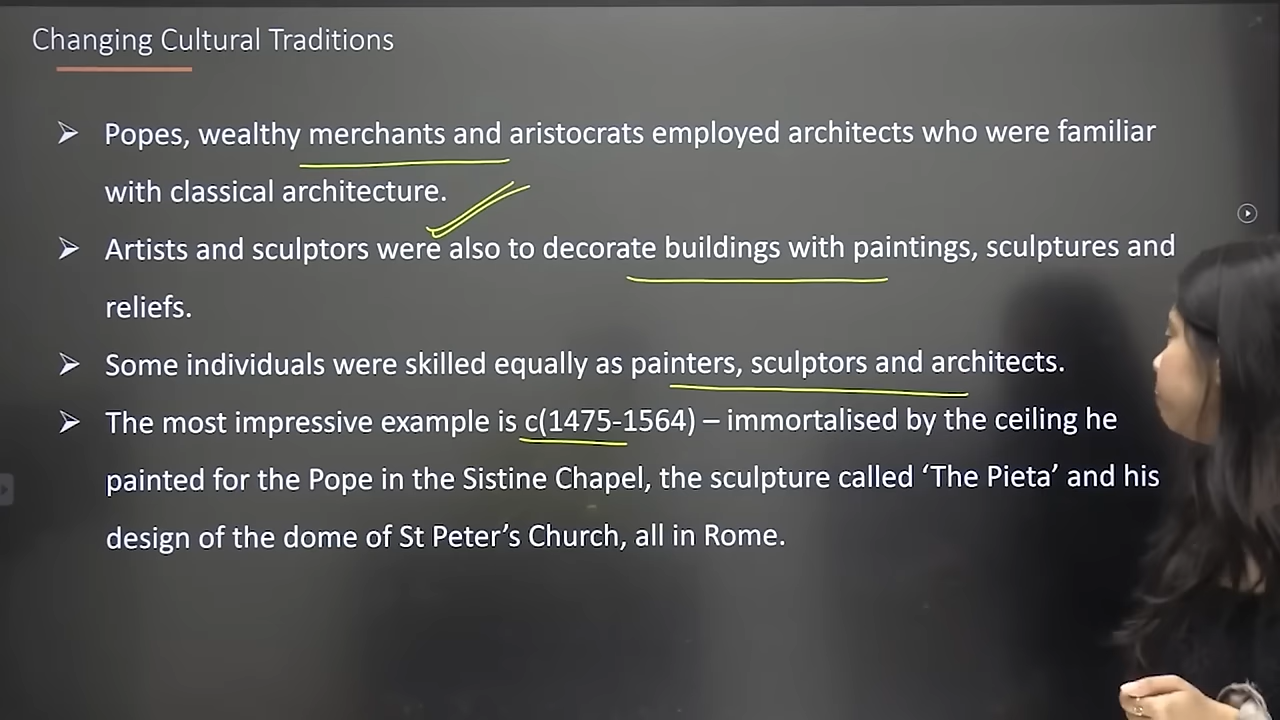 Changing Cultural Traditions
➢ Popes, wealthy merchants and aristocrats employed architects who were familiar
with classical architecture.
➢ Artists and sculptors were also to decorate buildings with paintings, sculptures and
reliefs.
➢ Some individuals were skilled equally as painters, sculptors and architects.
➢ The most impressive example is c(1475-1564) – immortalised by the ceiling he
painted for the Pope in the Sistine Chapel, the sculpture called ‘The Pieta’ and his
design of the dome of St Peter’s Church, all in Rome.